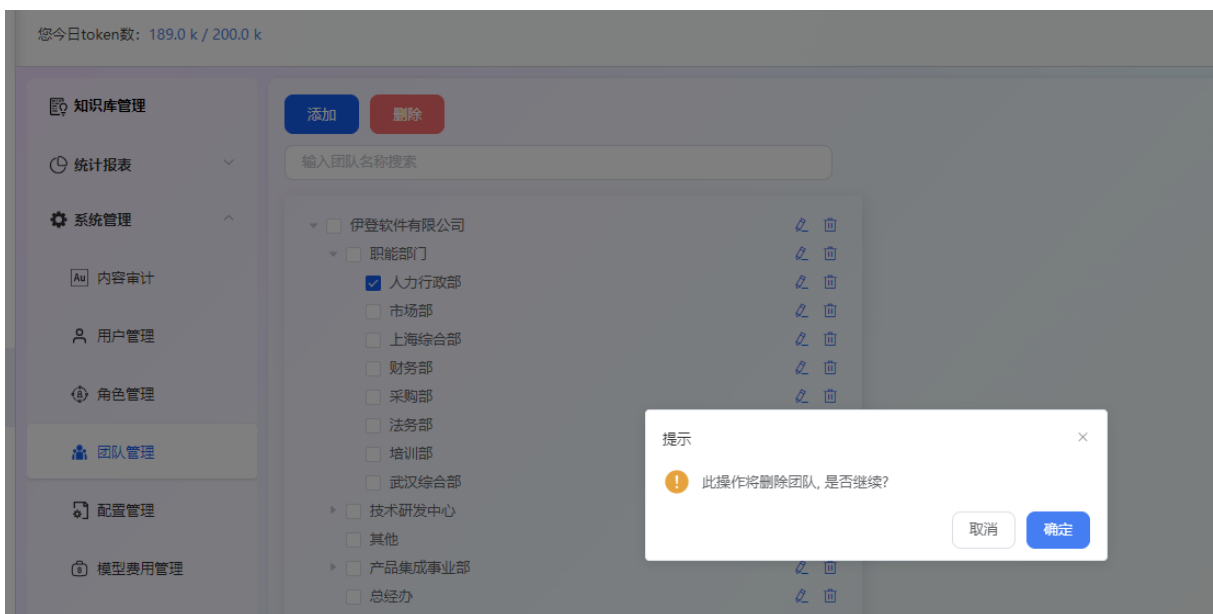 您今日token数：189.0 k / 200.0 k
知识库管理
添加 删除
统计报表
输入团队名称搜索
系统管理
伊登软件有限公司
职能部门
Au 内容审计
人力行政部
市场部
用户管理
上海综合部
财务部
角色管理
采购部
法务部
提示
团队管理
培训部
此操作将删除团队, 是否继续?
武汉综合部
配置管理
技术研发中心
取消 确定
其他
模型费用管理
产品集成事业部
总经办